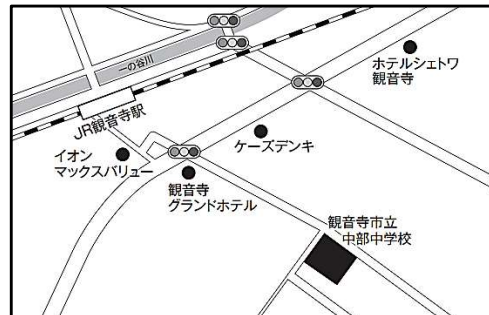 一の谷川
JR観音寺駅
ホテルシェトワ
観音寺
ケーズデンキ
イオン
マックスバリュー
観音寺
グランドホテル
観音寺市立
中部中学校